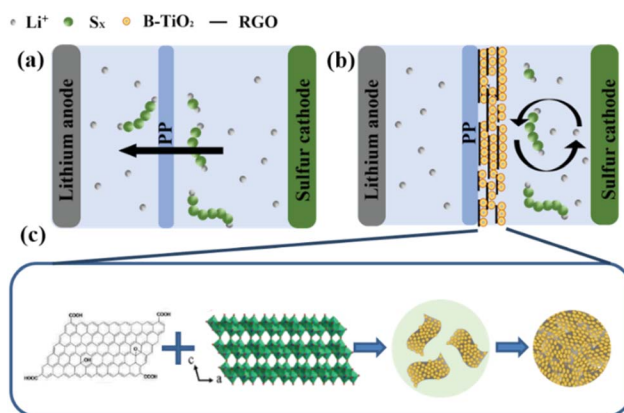 Li⁺ Sₓ B-TiO₂ RGO
(a)
Lithium anode
PP
Sulfur cathode
(b)
Lithium anode
PP
Sulfur cathode
(c)
COOH
COOH
O
OH
HOOC
COOH
c
a